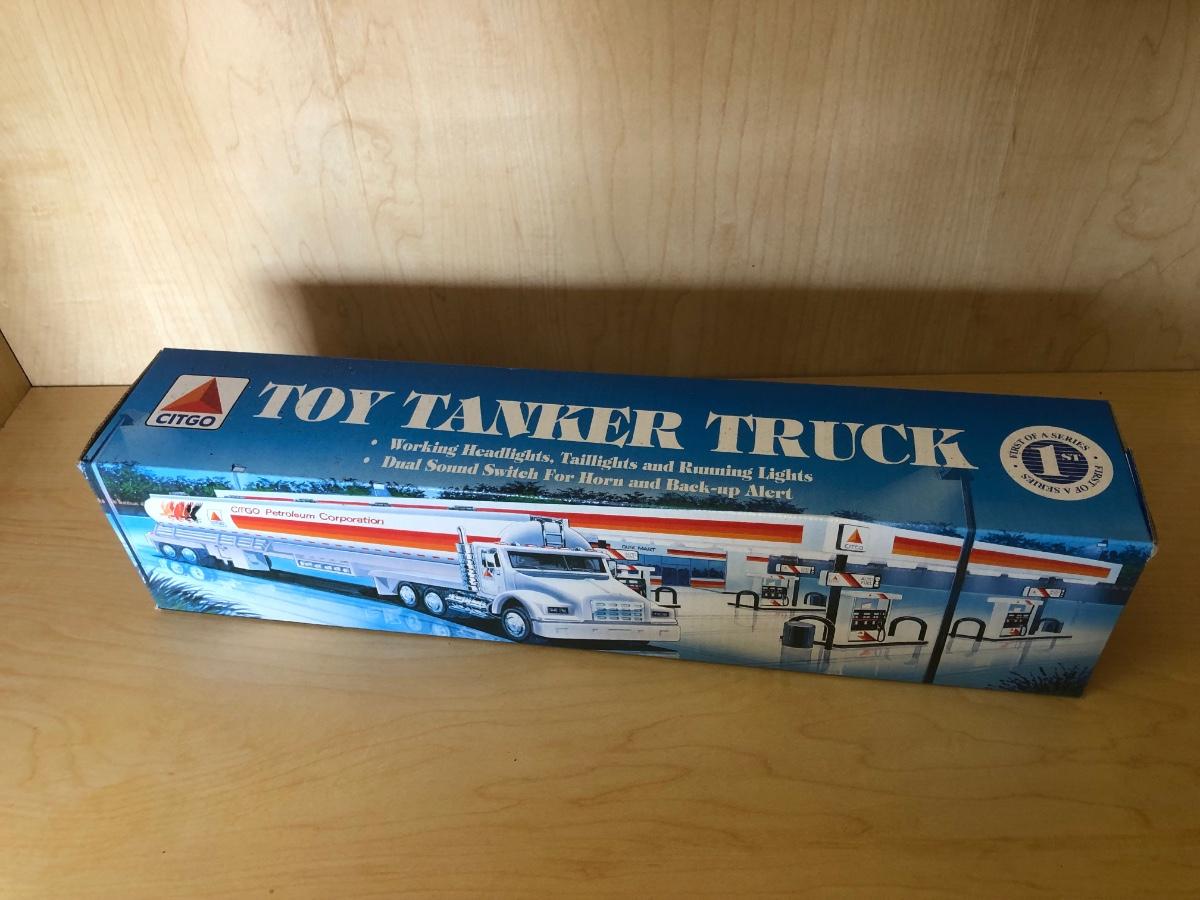 CITGO
TOY TANKER TRUCK
• Working Headlights, Taillights and Running Lights
• Dual Sound Switch For Horn and Back-up Alert
FIRST OF A SERIES • FIRST OF A SERIES •
1ST
CITGO Petroleum Corporation
CITGO